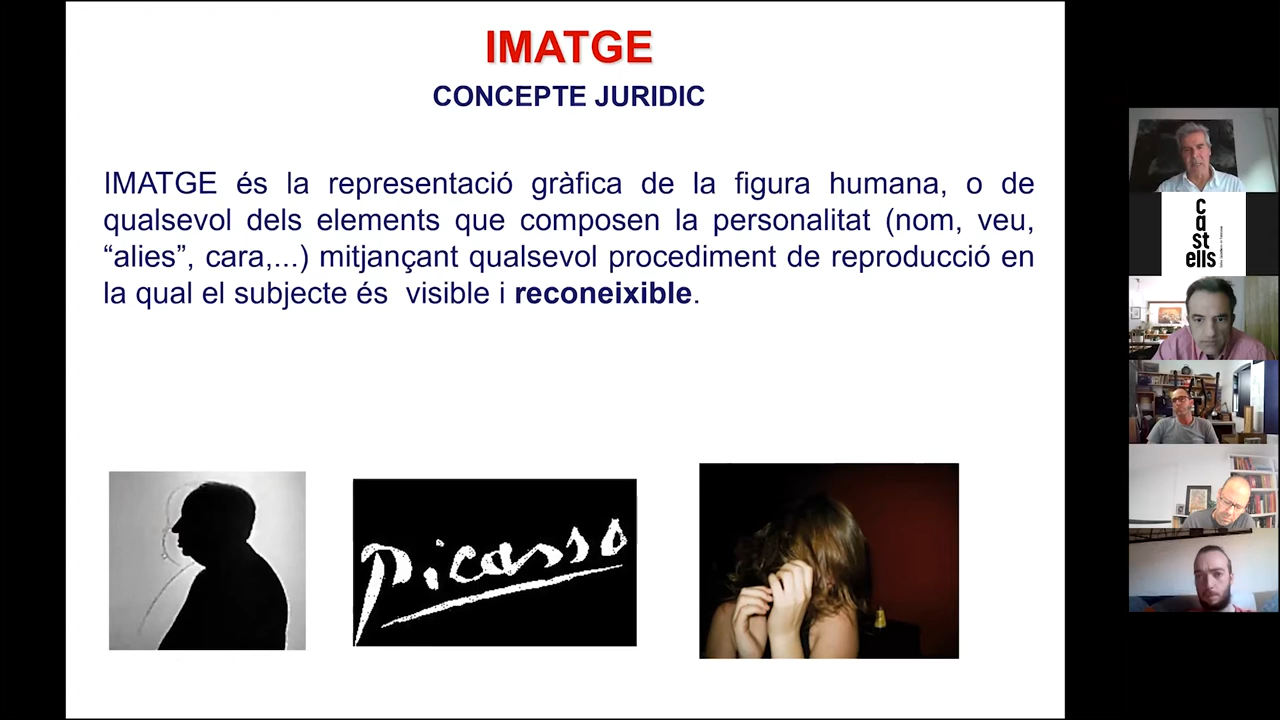 IMATGE
CONCEPTE JURIDIC
IMATGE és la representació gràfica de la figura humana, o de
qualsevol dels elements que composen la personalitat (nom, veu,
“alies”, cara,...) mitjançant qualsevol procediment de reproducció en
la qual el subjecte és  visible i reconeixible.
Picasso
c
a
st
ells